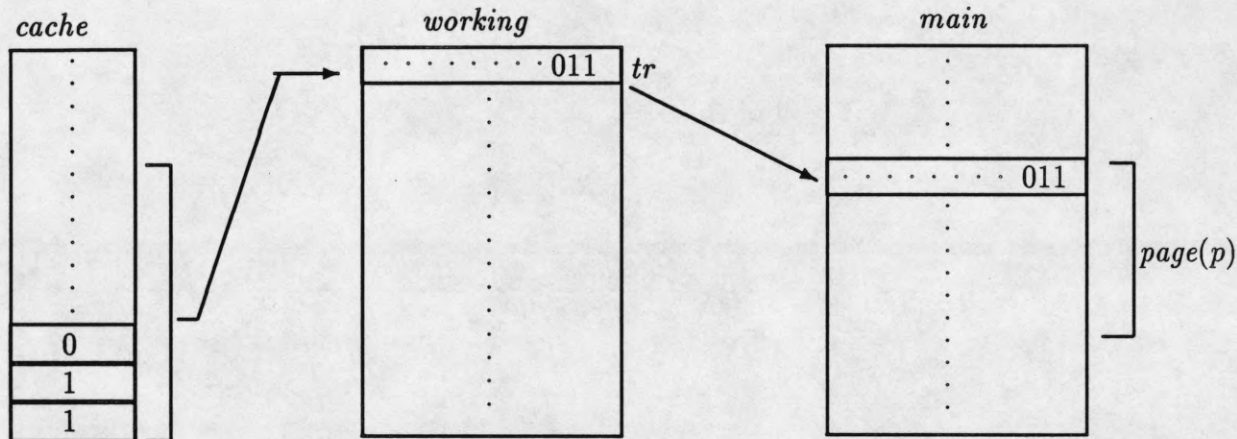 cache
working
main
011
tr
011
page(p)
0
1
1